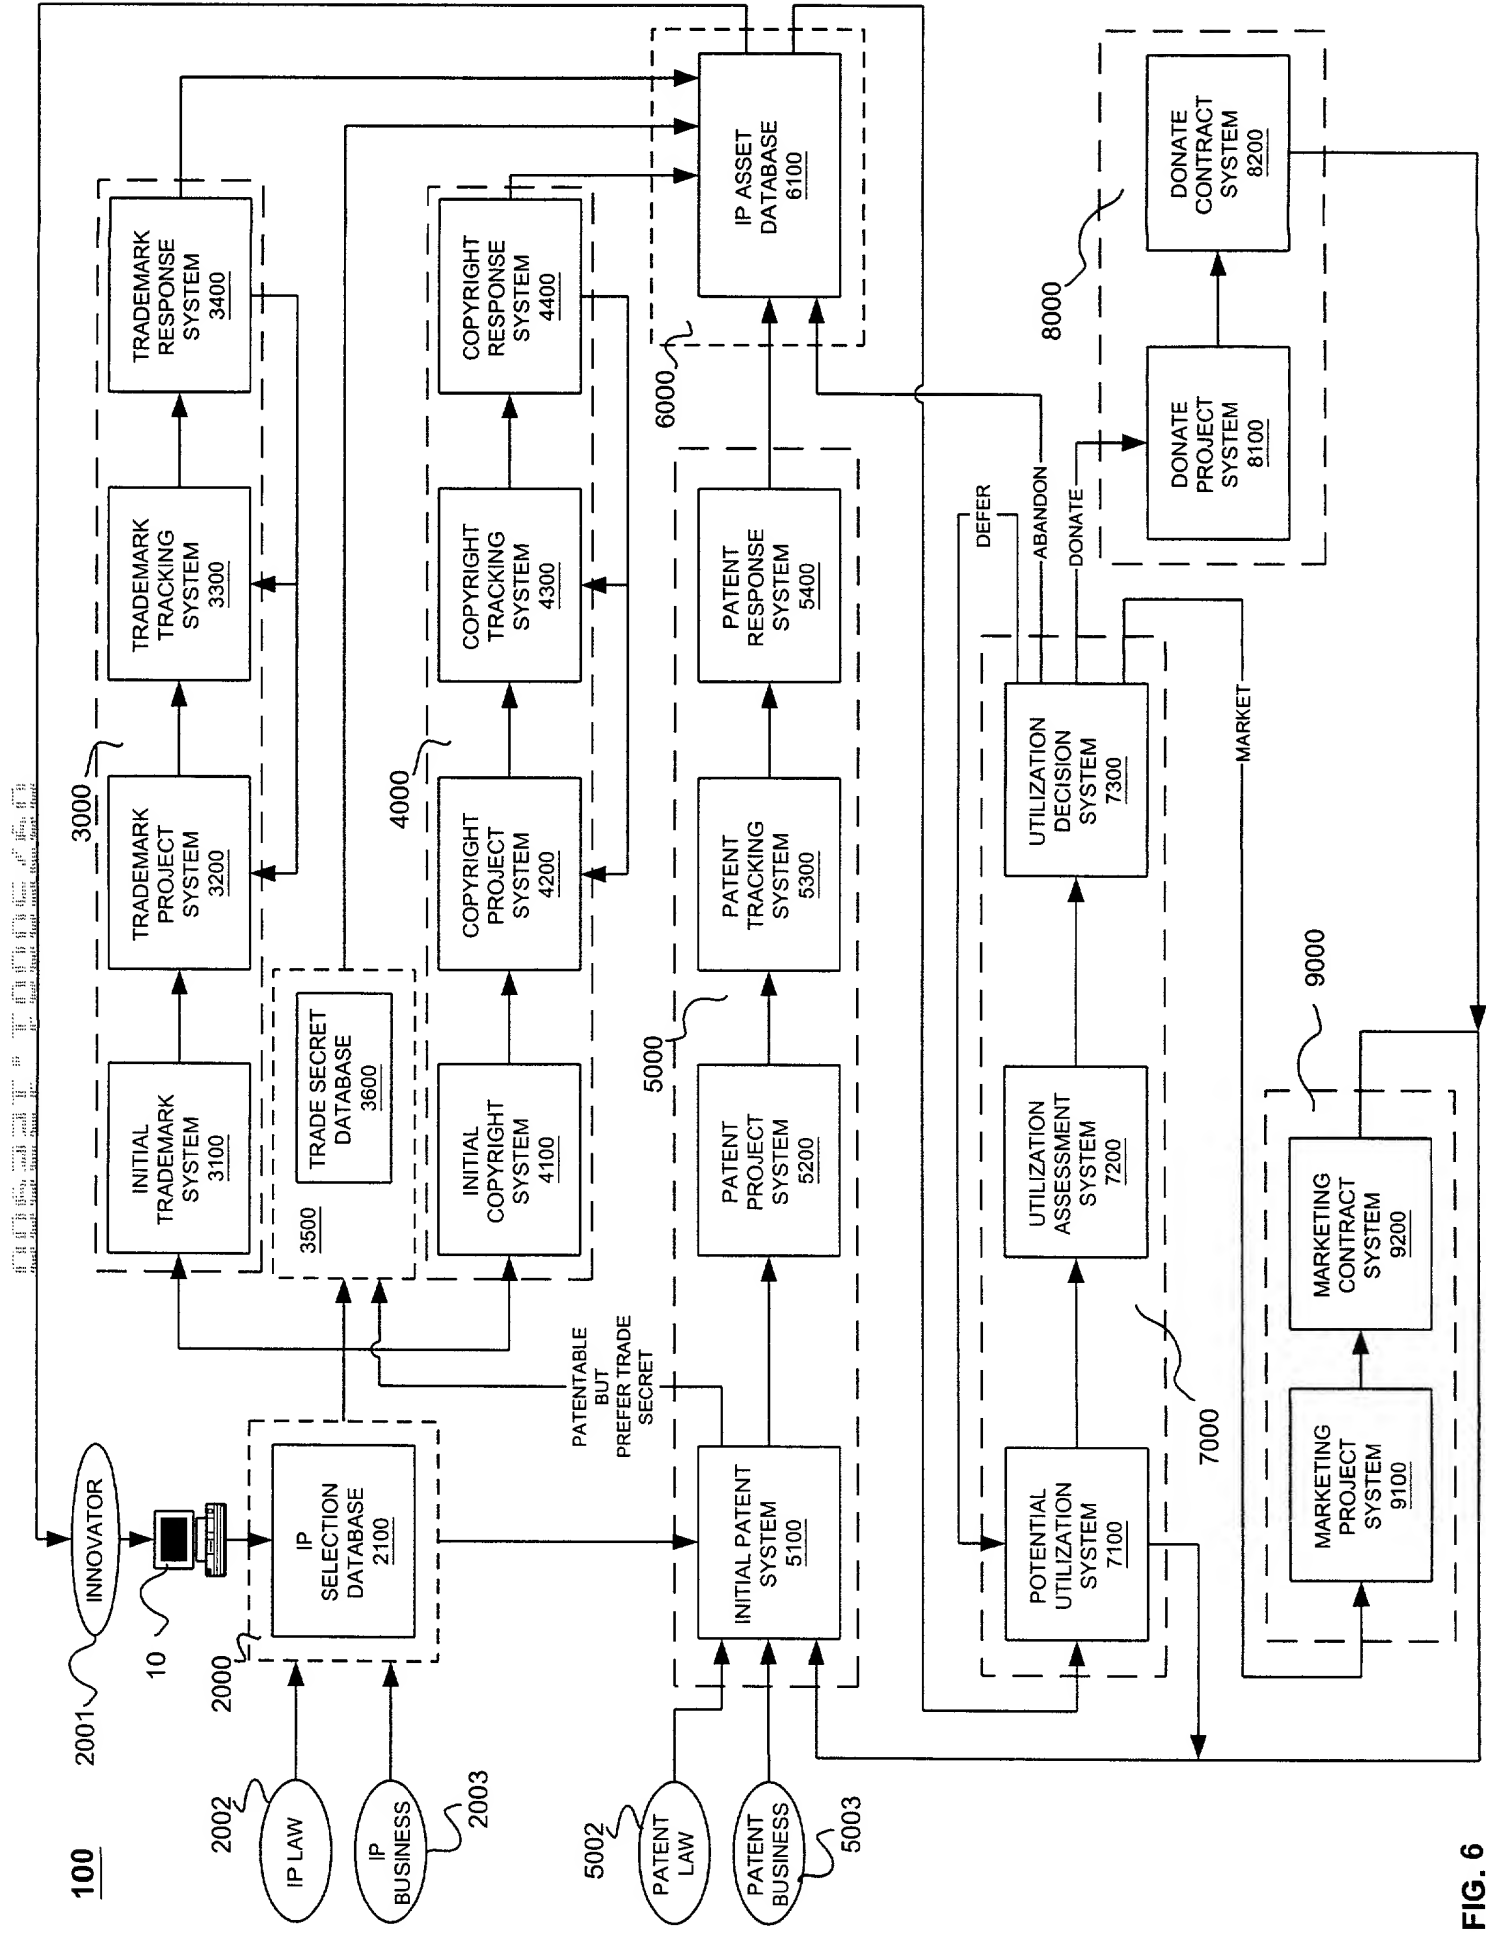 100
2001
INNOVATOR
10
2002
IP LAW
IP
BUSINESS
2003
2000
IP
SELECTION
DATABASE
2100
3000
INITIAL
TRADEMARK
SYSTEM
3100
TRADEMARK
PROJECT
SYSTEM
3200
TRADEMARK
TRACKING
SYSTEM
3300
TRADEMARK
RESPONSE
SYSTEM
3400
3500
TRADE SECRET
DATABASE
3600
4000
INITIAL
COPYRIGHT
SYSTEM
4100
COPYRIGHT
PROJECT
SYSTEM
4200
COPYRIGHT
TRACKING
SYSTEM
4300
COPYRIGHT
RESPONSE
SYSTEM
4400
PATENTABLE
BUT
PREFER TRADE
SECRET
5002
PATENT
LAW
PATENT
BUSINESS
5003
5000
INITIAL PATENT
SYSTEM
5100
PATENT
PROJECT
SYSTEM
5200
PATENT
TRACKING
SYSTEM
5300
PATENT
RESPONSE
SYSTEM
5400
6000
IP ASSET
DATABASE
6100
7000
POTENTIAL
UTILIZATION
SYSTEM
7100
UTILIZATION
ASSESSMENT
SYSTEM
7200
UTILIZATION
DECISION
SYSTEM
7300
DEFER
ABANDON
DONATE
MARKET
8000
DONATE
PROJECT
SYSTEM
8100
DONATE
CONTRACT
SYSTEM
8200
9000
MARKETING
PROJECT
SYSTEM
9100
MARKETING
CONTRACT
SYSTEM
9200
FIG. 6